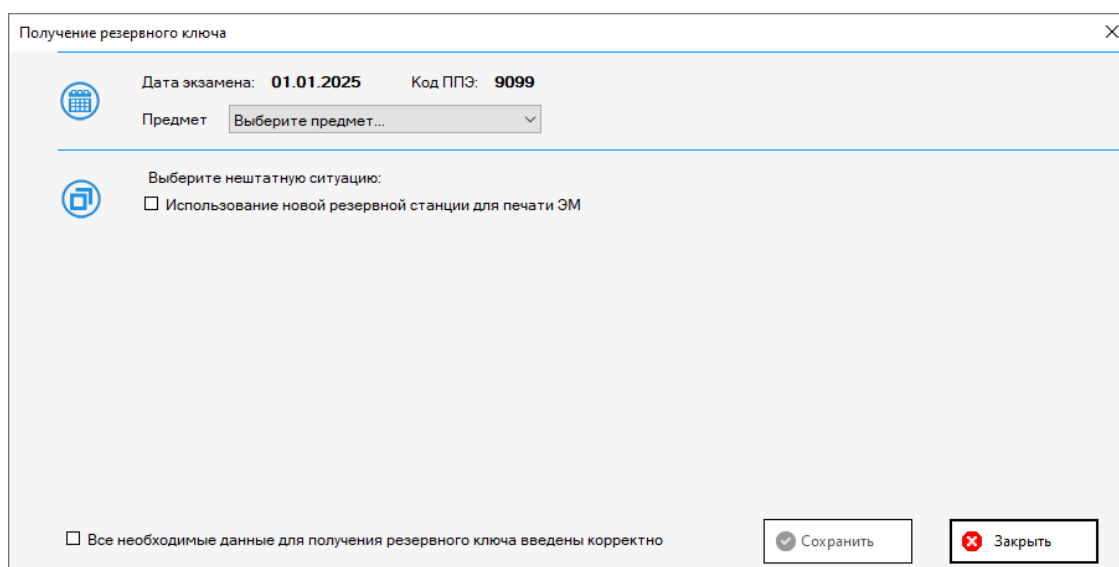 Получение резервного ключа
Дата экзамена: 01.01.2025 Код ППЭ: 9099
Предмет Выберите предмет...
Выберите нештатную ситуацию:
Использование новой резервной станции для печати ЭМ
Все необходимые данные для получения резервного ключа введены корректно
Сохранить Закрыть